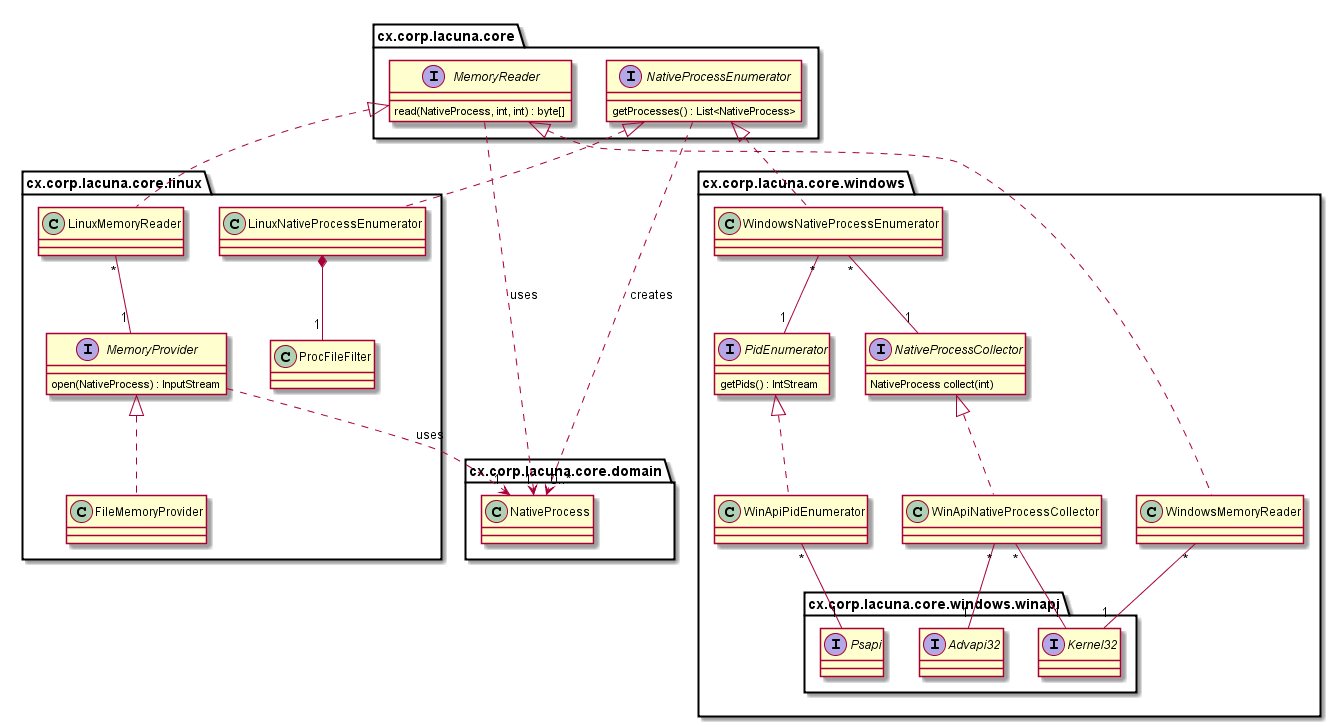 cx.corp.lacuna.core
I MemoryReader
read(NativeProcess, int, int) : byte[]
I NativeProcessEnumerator
getProcesses() : List<NativeProcess>
cx.corp.lacuna.core.linux
C LinuxMemoryReader
C LinuxNativeProcessEnumerator
*
1
1
I MemoryProvider
open(NativeProcess) : InputStream
C ProcFileFilter
C FileMemoryProvider
uses
creates
uses
cx.corp.lacuna.core.domain
1
C NativeProcess
cx.corp.lacuna.core.windows
C WindowsNativeProcessEnumerator
*
*
1
1
I PidEnumerator
getPids() : IntStream
I NativeProcessCollector
NativeProcess collect(int)
C WinApiPidEnumerator
C WinApiNativeProcessCollector
C WindowsMemoryReader
*
*
*
*
cx.corp.lacuna.core.windows.winapi
1
I Psapi
I Advapi32
I Kernel32